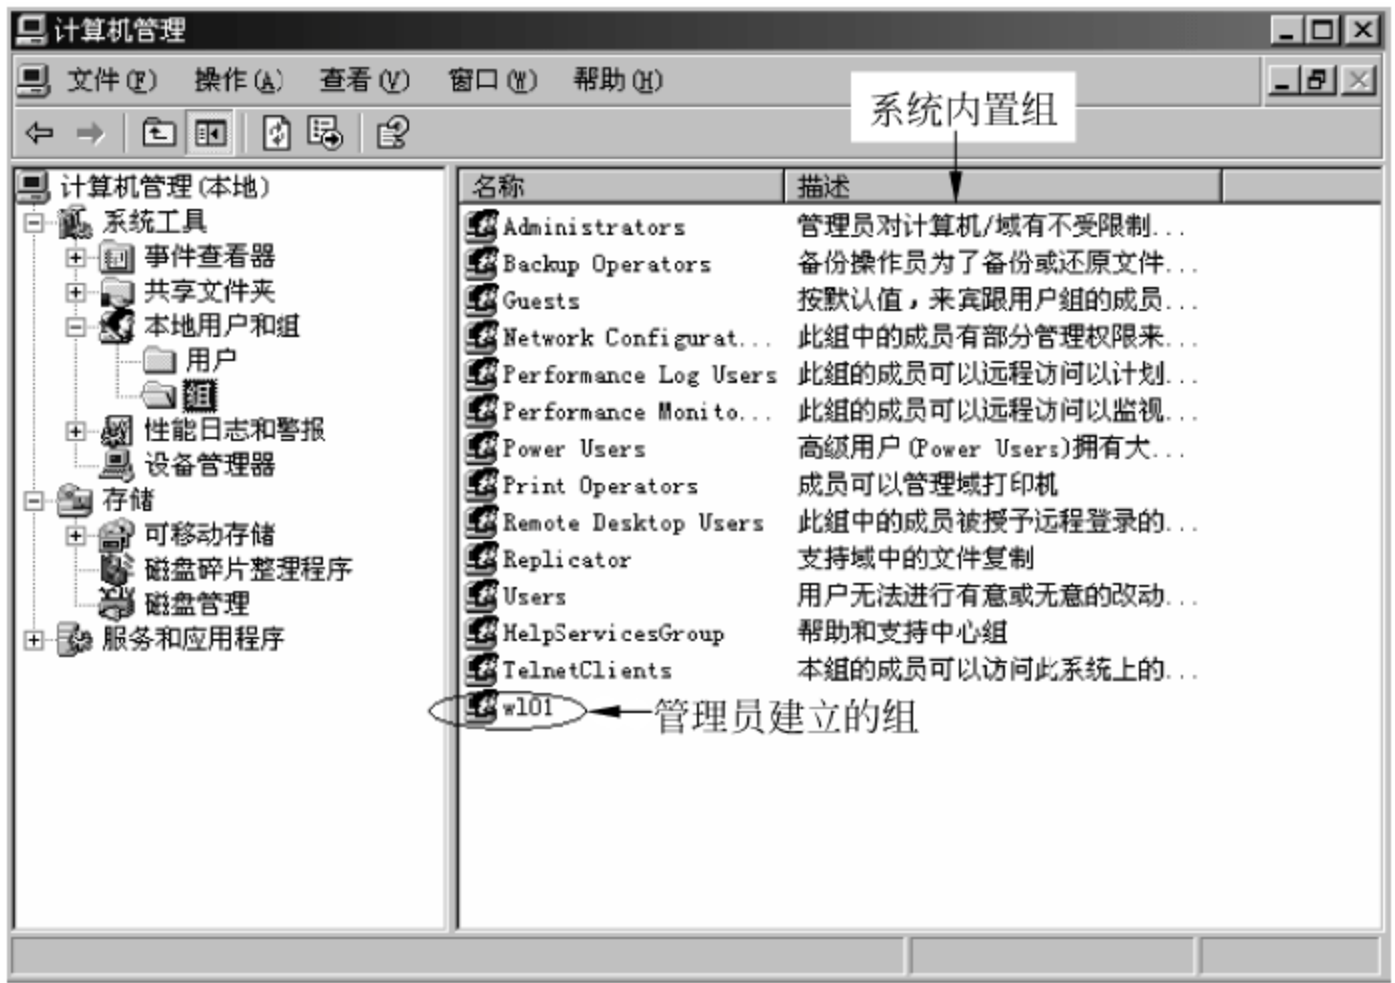 计算机管理
文件(F) 操作(A) 查看(V) 窗口(W) 帮助(H)
系统内置组
计算机管理(本地)
系统工具
事件查看器
共享文件夹
本地用户和组
用户
组
性能日志和警报
设备管理器
存储
可移动存储
磁盘碎片整理程序
磁盘管理
服务和应用程序
名称 描述
Administrators 管理员对计算机/域有不受限制...
Backup Operators 备份操作员为了备份或还原文件...
Guests 按默认值，来宾跟用户组的成员...
Network Configurat... 此组中的成员有部分管理权限来...
Performance Log Users 此组的成员可以远程访问以计划...
Performance Monito... 此组的成员可以远程访问以监视...
Power Users 高级用户(Power Users)拥有大...
Print Operators 成员可以管理域打印机
Remote Desktop Users 此组中的成员被授予远程登录的...
Replicator 支持域中的文件复制
Users 用户无法进行有意或无意的改动...
HelpServicesGroup 帮助和支持中心组
TelnetClients 本组的成员可以访问此系统上的...
wl01 管理员建立的组